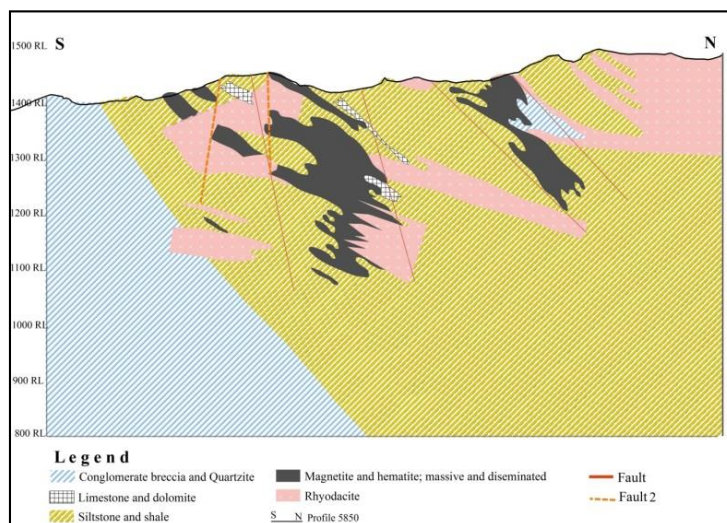 1500 RL
S
N
1400 RL
1300 RL
1200 RL
1100 RL
1000 RL
900 RL
800 RL
Legend
Conglomerate breccia and Quartzite
Magnetite and hematite; massive and diseminated
Fault
Limestone and dolomite
Rhyodacite
Fault 2
Siltstone and shale
S N Profile 5850